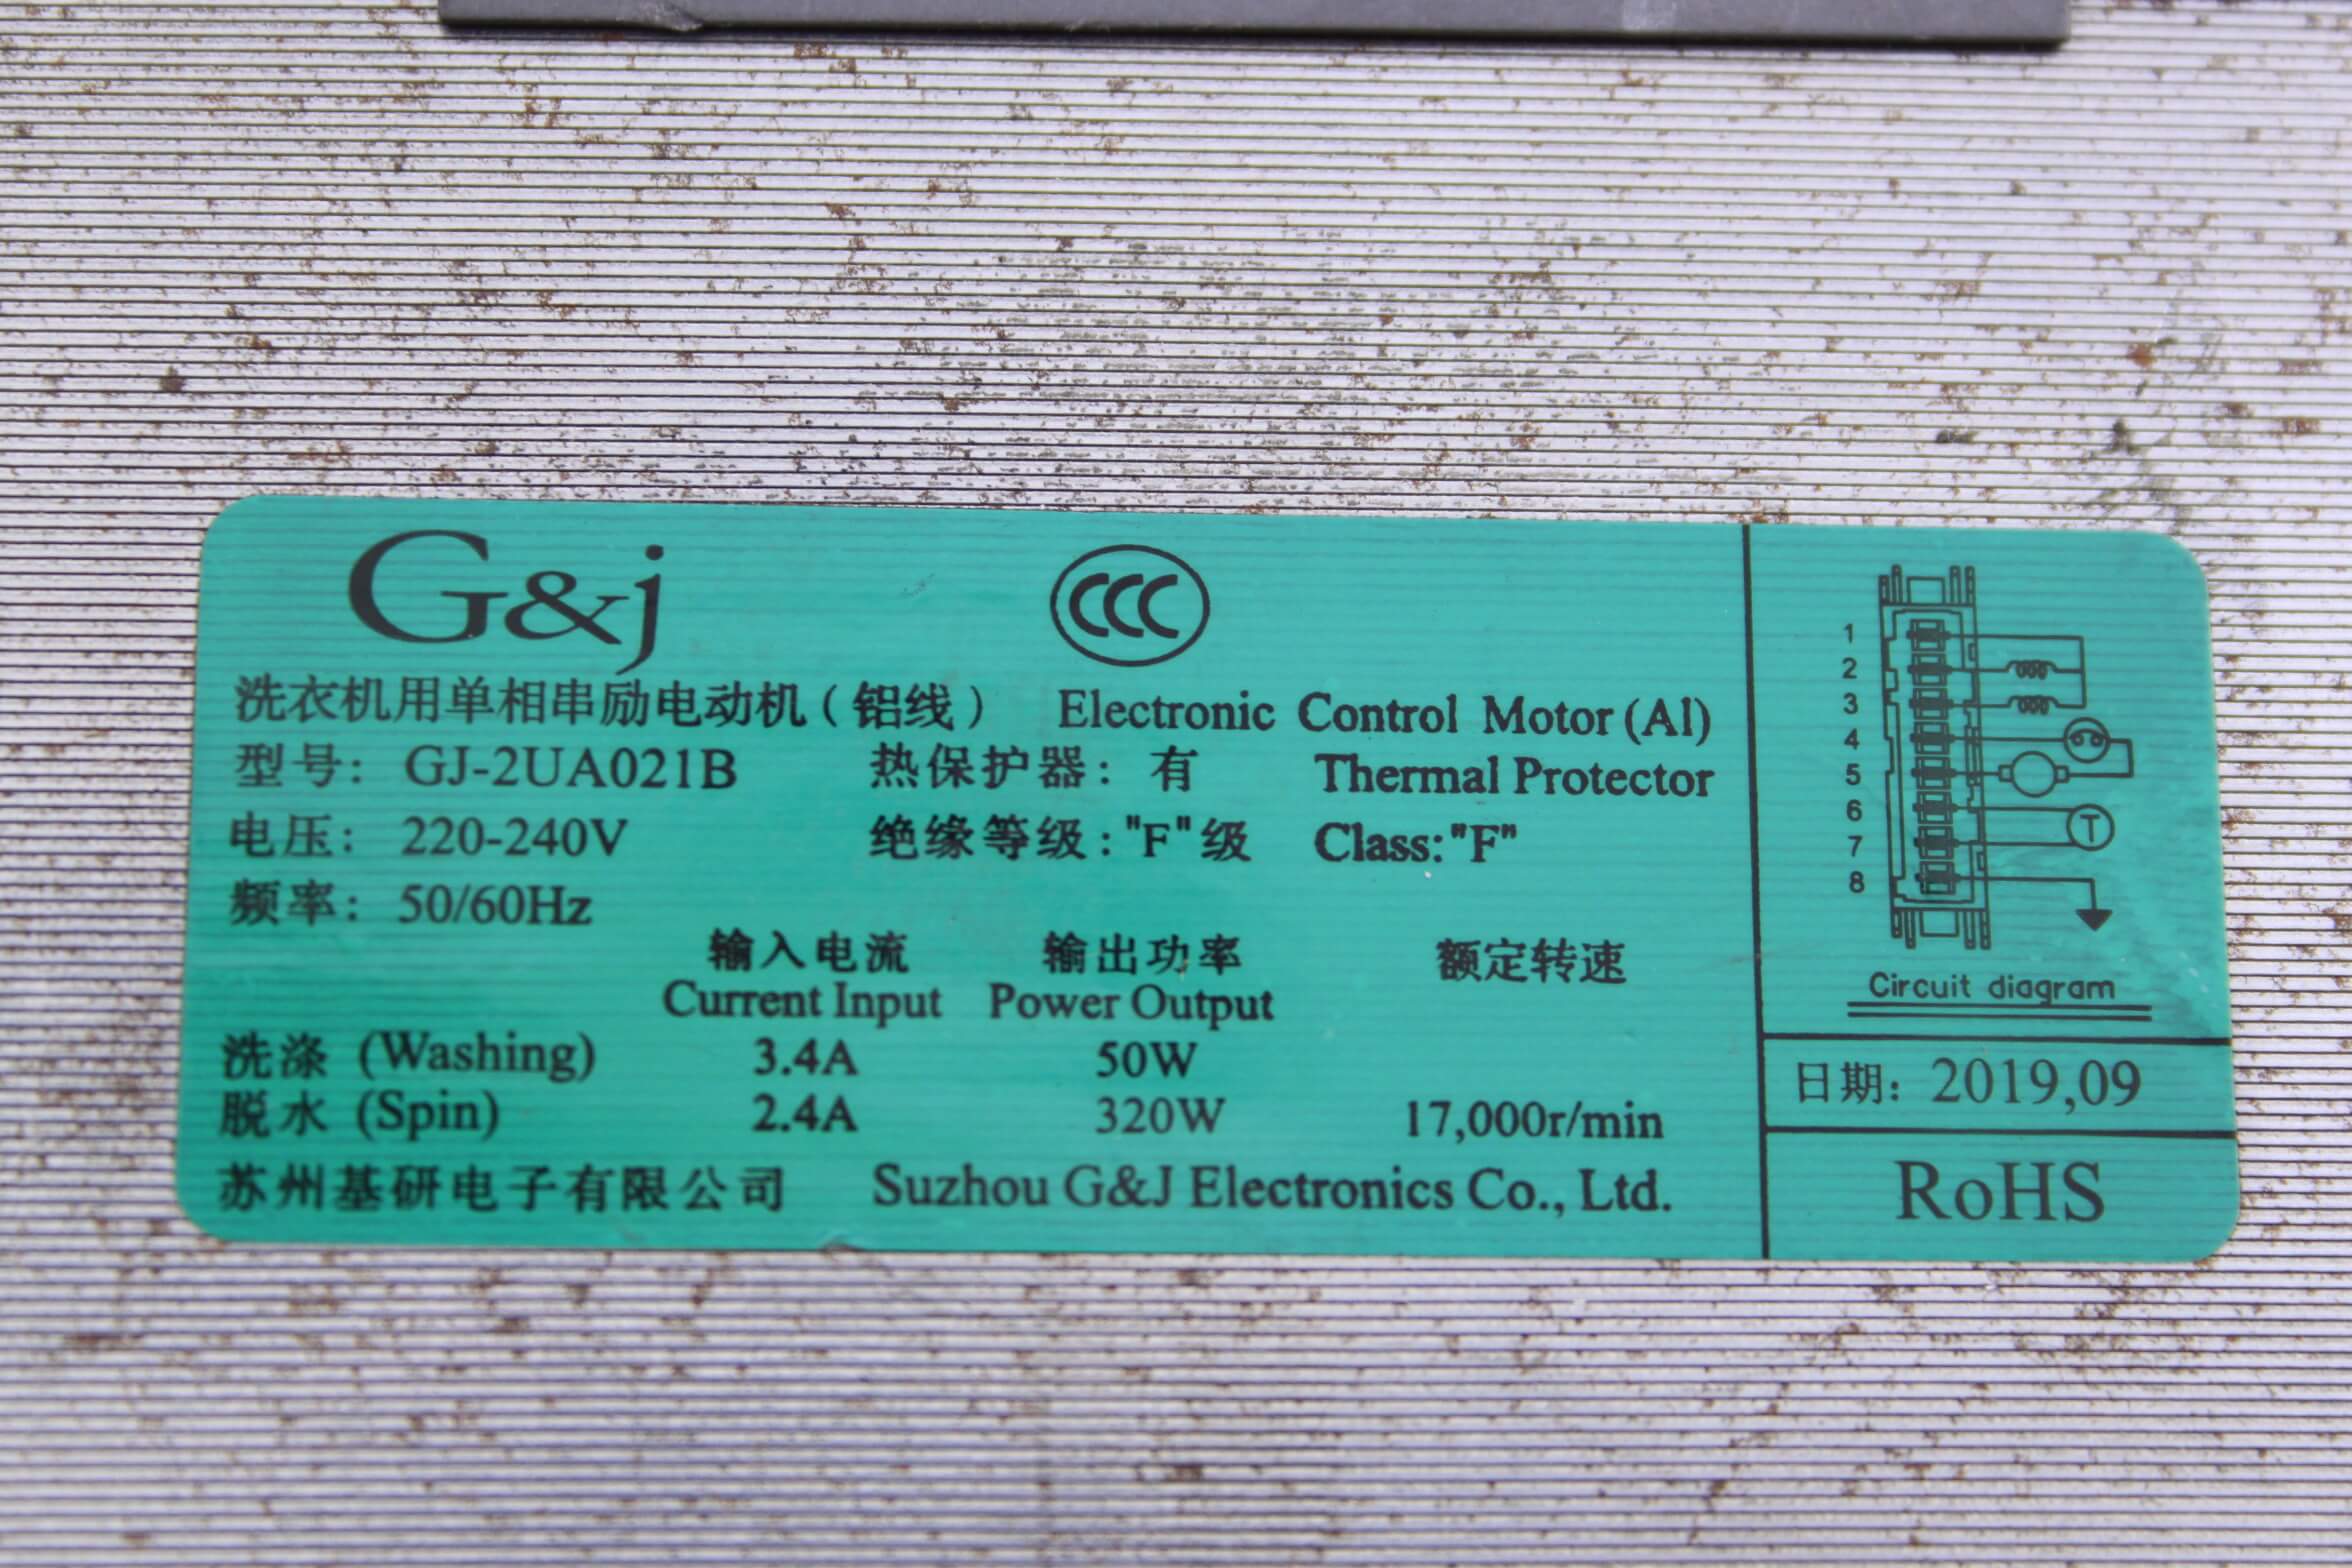 G&j
CCC
洗衣机用单相串励电动机（铝线） Electronic Control Motor (Al)
型号: GJ-2UA021B 热保护器: 有 Thermal Protector
电压: 220-240V 绝缘等级: "F" 级 Class: "F"
频率: 50/60Hz
输入电流 输出功率 额定转速
Current Input Power Output
洗涤 (Washing) 3.4A 50W
脱水 (Spin) 2.4A 320W 17,000r/min
苏州基研电子有限公司 Suzhou G&J Electronics Co., Ltd.
1
2
3
4
5
6
7
8
T
Circuit diagram
日期: 2019,09
RoHS